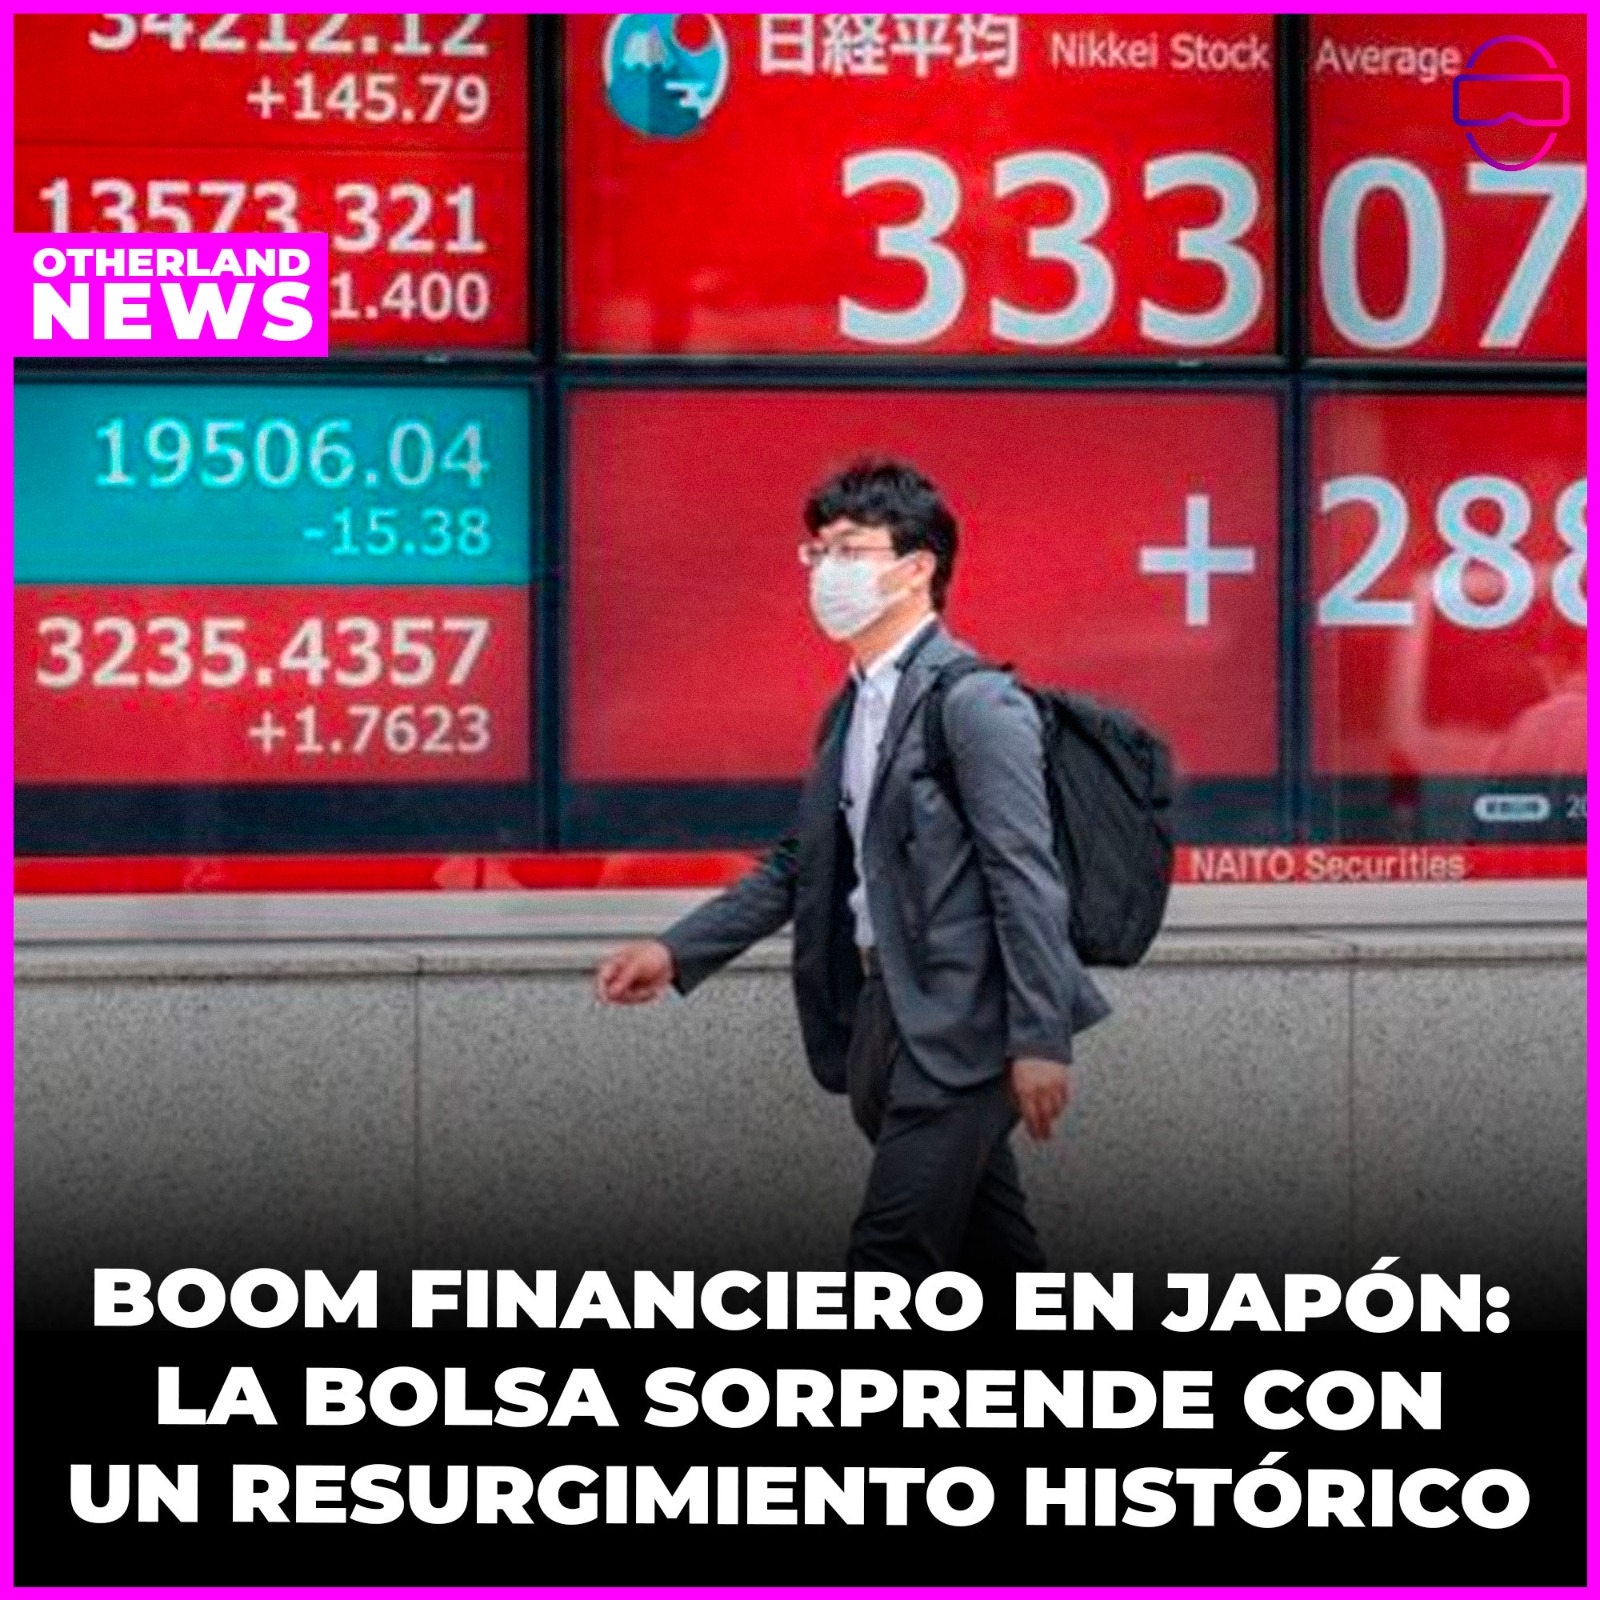 34212.12
+145.79
日経平均 Nikkei Stock Average
33307
13573.321
1.400
OTHERLAND
NEWS
19506.04
-15.38
3235.4357
+1.7623
+288
NAITO Securities
BOOM FINANCIERO EN JAPÓN:
LA BOLSA SORPRENDE CON
UN RESURGIMIENTO HISTÓRICO